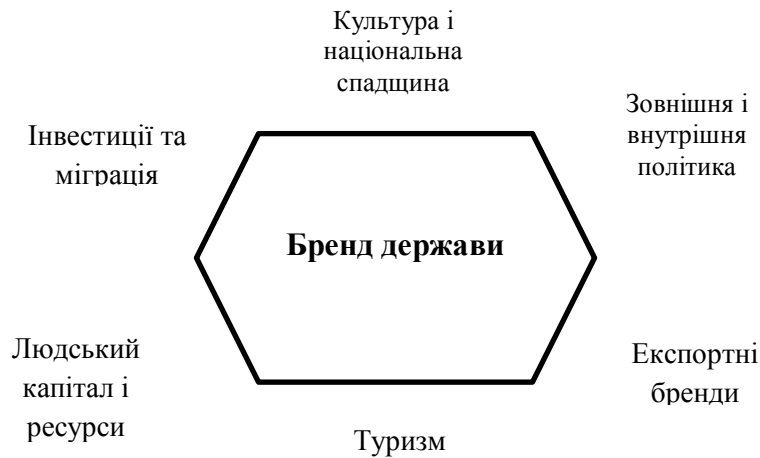 Культура і
національна
спадщина
Зовнішня і
внутрішня
політика
Інвестиції та
міграція
Бренд держави
Людський
капітал і
ресурси
Експортні
бренди
Туризм